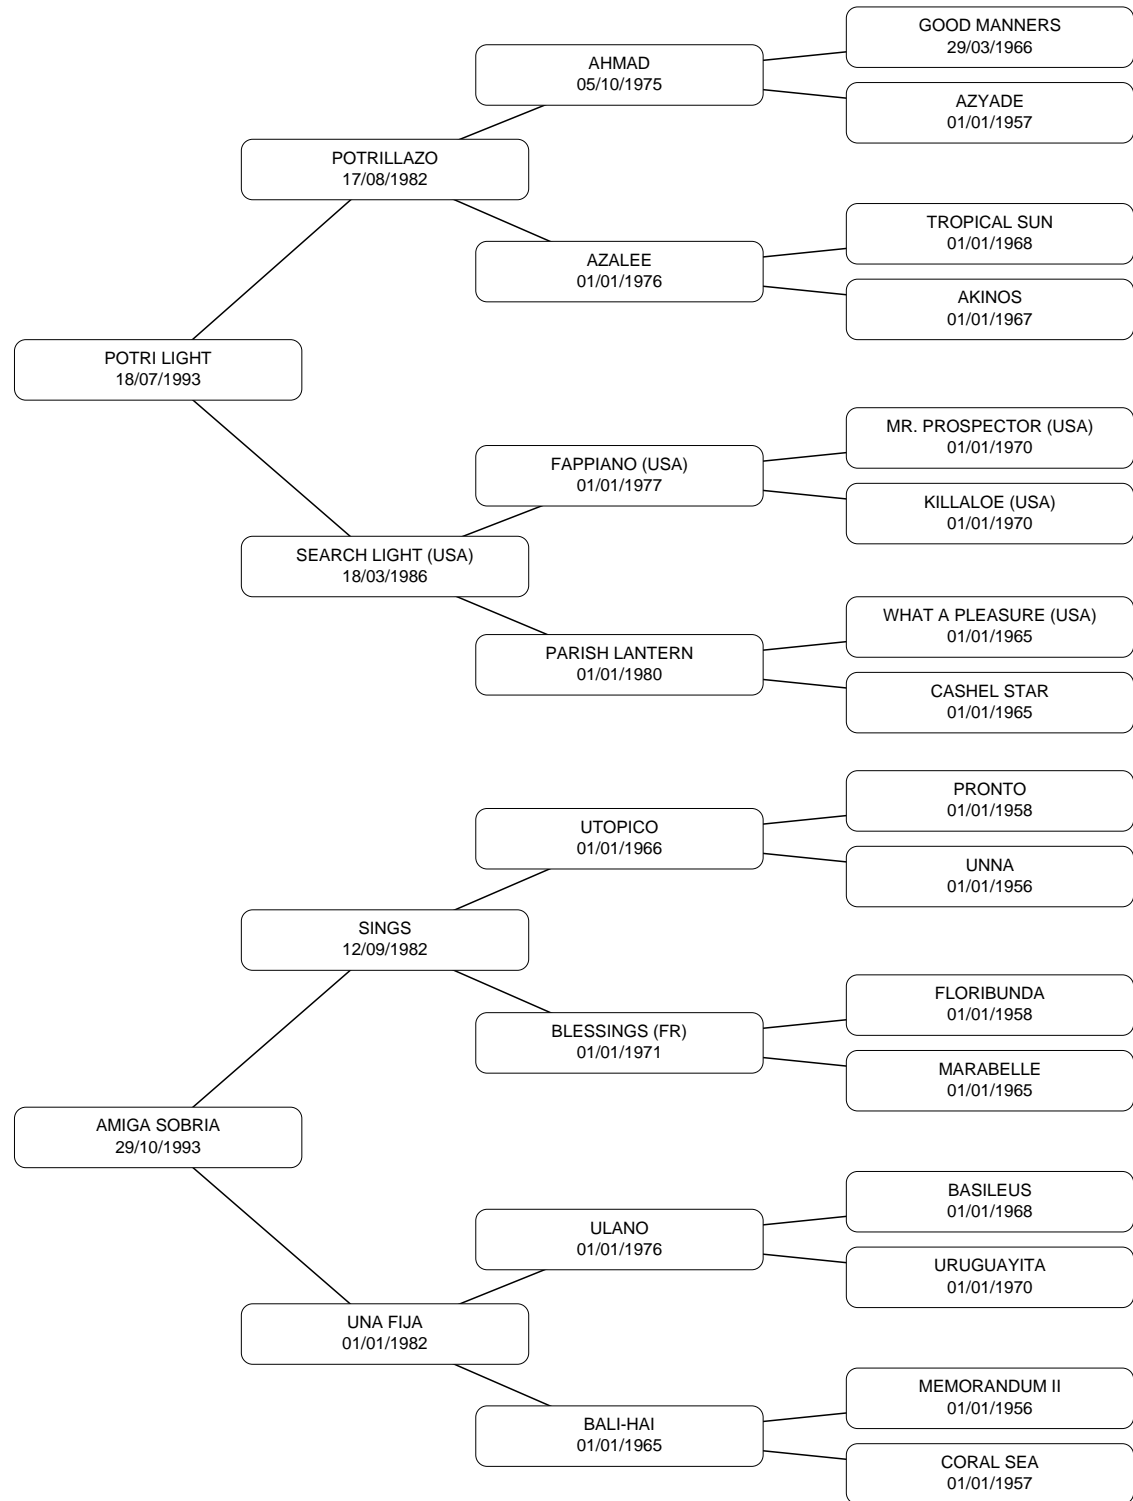 GOOD MANNERS
29/03/1966
AHMAD
05/10/1975
AZYADE
01/01/1957
POTRILLAZO
17/08/1982
TROPICAL SUN
01/01/1968
AZALEE
01/01/1976
AKINOS
01/01/1967
POTRI LIGHT
18/07/1993
MR. PROSPECTOR (USA)
01/01/1970
FAPPIANO (USA)
01/01/1977
KILLALOE (USA)
01/01/1970
SEARCH LIGHT (USA)
18/03/1986
WHAT A PLEASURE (USA)
01/01/1965
PARISH LANTERN
01/01/1980
CASHEL STAR
01/01/1965
PRONTO
01/01/1958
UTOPICO
01/01/1966
UNNA
01/01/1956
SINGS
12/09/1982
FLORIBUNDA
01/01/1958
BLESSINGS (FR)
01/01/1971
MARABELLE
01/01/1965
AMIGA SOBRIA
29/10/1993
BASILEUS
01/01/1968
ULANO
01/01/1976
URUGUAYITA
01/01/1970
UNA FIJA
01/01/1982
MEMORANDUM II
01/01/1956
BALI-HAI
01/01/1965
CORAL SEA
01/01/1957